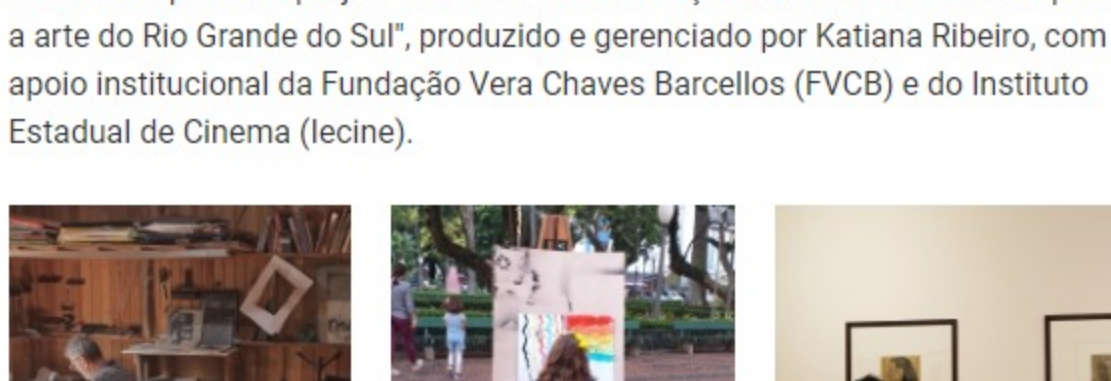 a arte do Rio Grande do Sul", produzido e gerenciado por Katiana Ribeiro, com
apoio institucional da Fundação Vera Chaves Barcellos (FVCB) e do Instituto
Estadual de Cinema (Iecine).